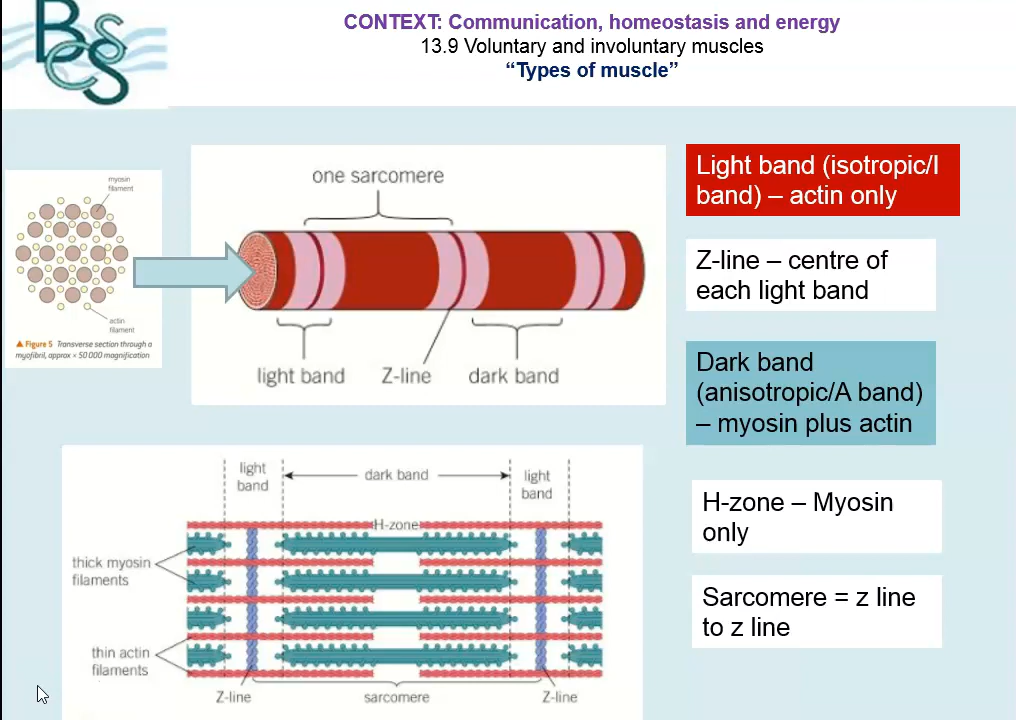 BCSS
CONTEXT: Communication, homeostasis and energy
13.9 Voluntary and involuntary muscles
“Types of muscle”
myosin
filament
actin
filament
▲ Figure 5 Transverse section through a
myofibril, approx × 50 000 magnification
one sarcomere
light band
Z-line
dark band
Light band (isotropic/I
band) – actin only
Z-line – centre of
each light band
Dark band
(anisotropic/A band)
– myosin plus actin
H-zone – Myosin
only
Sarcomere = z line
to z line
light
band
dark band
light
band
H-zone
thick myosin
filaments
thin actin
filaments
Z-line
sarcomere
Z-line